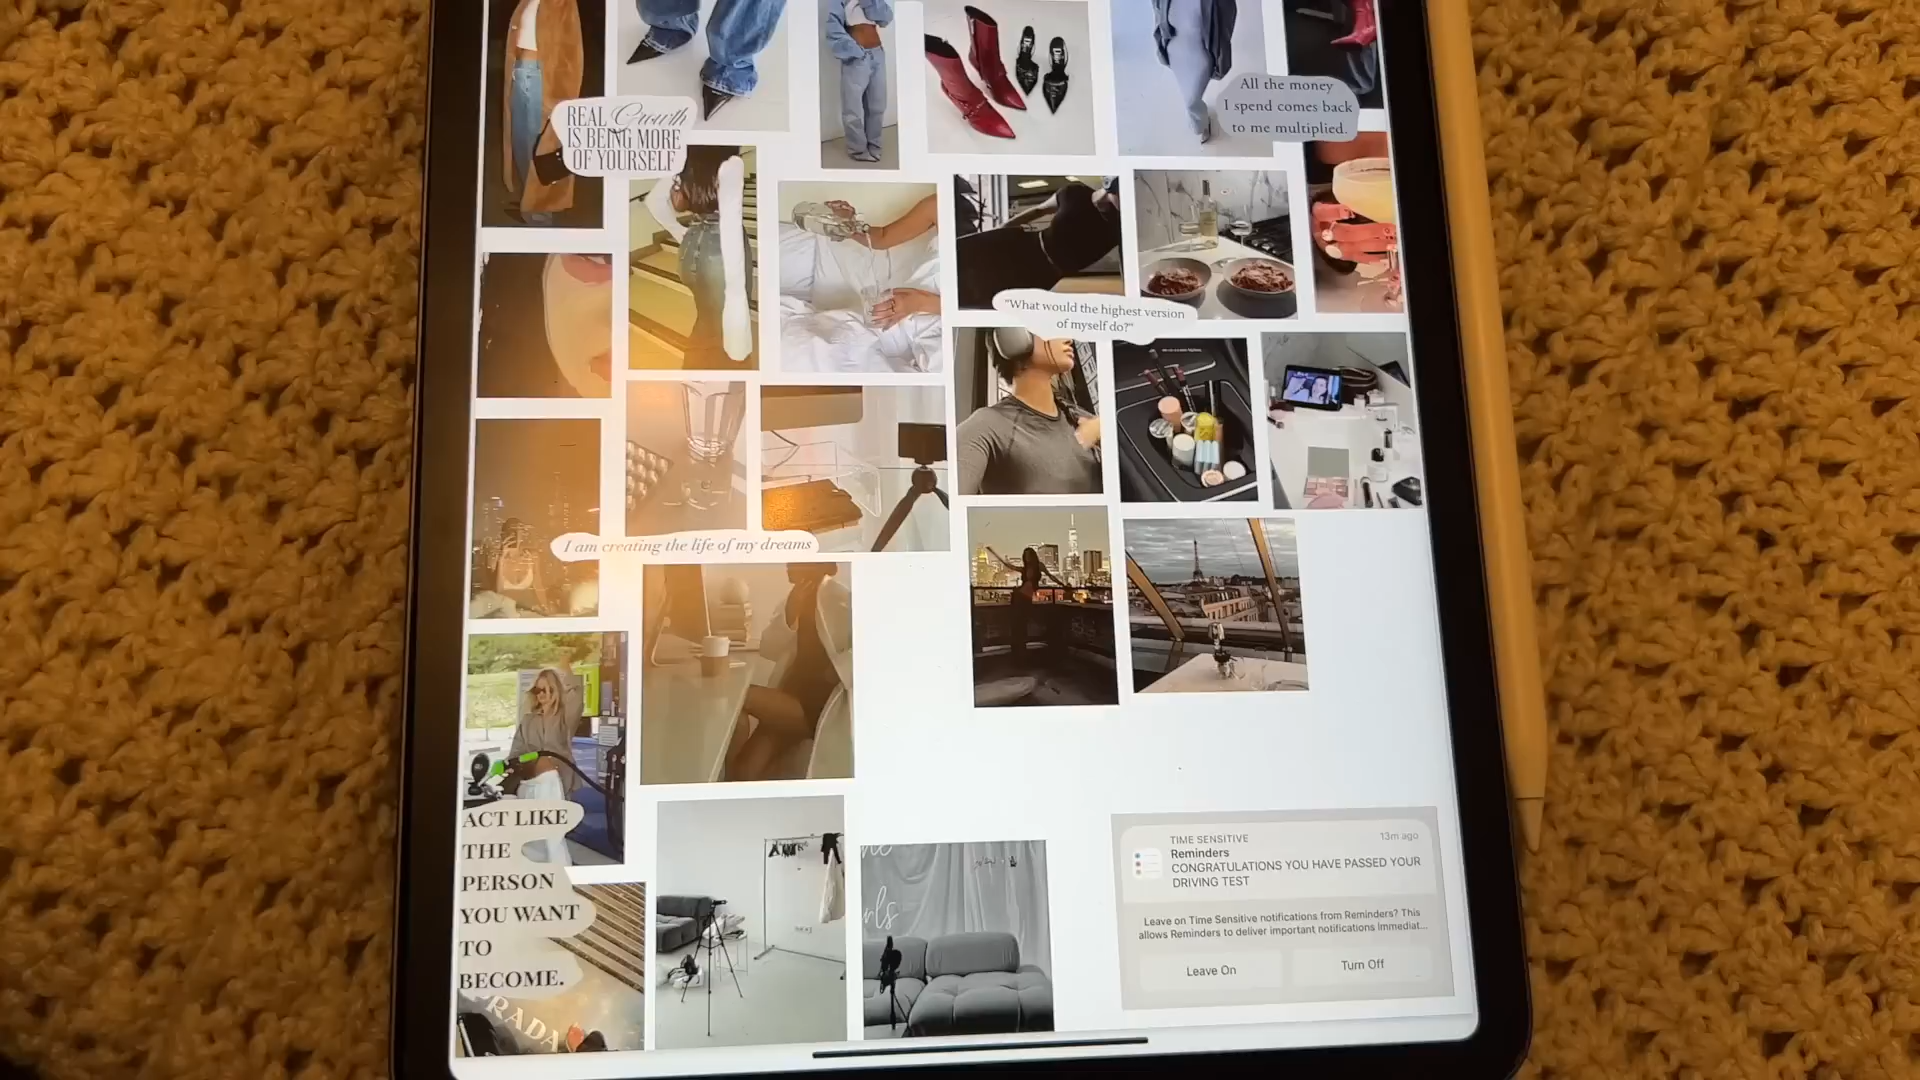 REAL Growth
IS BEING MORE
OF YOURSELF
All the money
I spend comes back
to me multiplied.
"What would the highest version
of myself do?"
I am creating the life of my dreams
ACT LIKE
THE
PERSON
YOU WANT
TO
BECOME.
RADA
rls
TIME SENSITIVE
13m ago
Reminders
CONGRATULATIONS YOU HAVE PASSED YOUR
DRIVING TEST
Leave on Time Sensitive notifications from Reminders? This
allows Reminders to deliver important notifications immediat...
Leave On
Turn Off